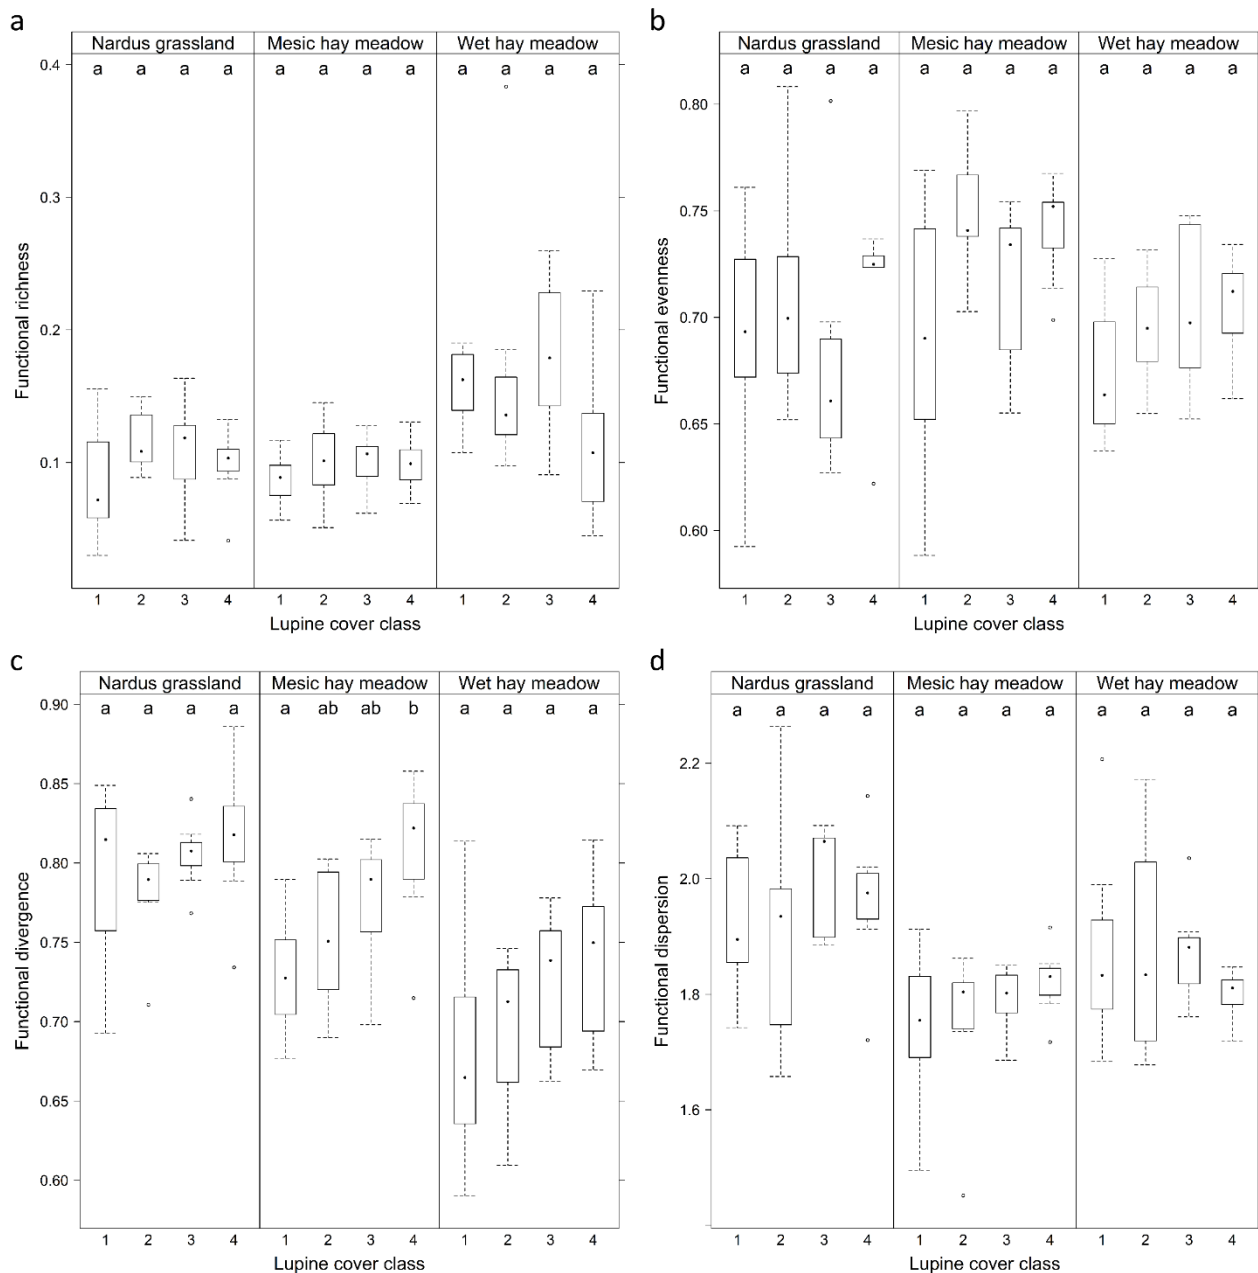 a
Nardus grassland Mesic hay meadow Wet hay meadow
a a a a a a a a a a a a
0.4
0.3
0.2
0.1
Functional richness
1 2 3 4 1 2 3 4 1 2 3 4
Lupine cover class
b
Nardus grassland Mesic hay meadow Wet hay meadow
a a a a a a a a a a a a
0.80
0.75
0.70
0.65
0.60
Functional evenness
1 2 3 4 1 2 3 4 1 2 3 4
Lupine cover class
c
Nardus grassland Mesic hay meadow Wet hay meadow
a a a a a ab ab b a a a a
0.90
0.85
0.80
0.75
0.70
0.65
0.60
Functional divergence
1 2 3 4 1 2 3 4 1 2 3 4
Lupine cover class
d
Nardus grassland Mesic hay meadow Wet hay meadow
a a a a a a a a a a a a
2.2
2.0
1.8
1.6
Functional dispersion
1 2 3 4 1 2 3 4 1 2 3 4
Lupine cover class